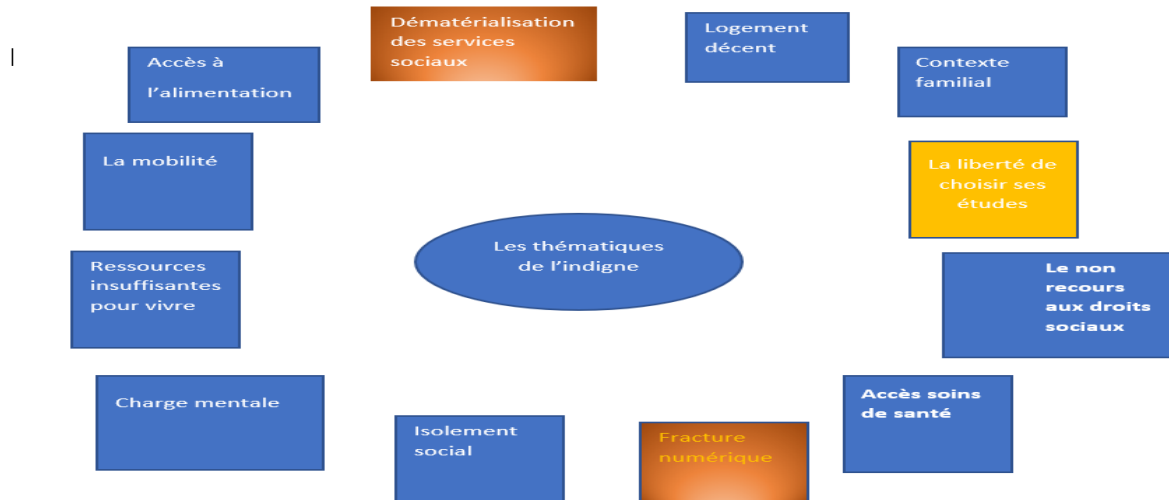 Dématérialisation
des services
sociaux
Logement
décent
Contexte
familial
Accès à
l'alimentation
La mobilité
La liberté de
choisir ses
études
Les thématiques
de l'indigne
Ressources
insuffisantes
pour vivre
Le non
recours
aux droits
sociaux
Charge mentale
Accès soins
de santé
Isolement
social
Fracture
numérique